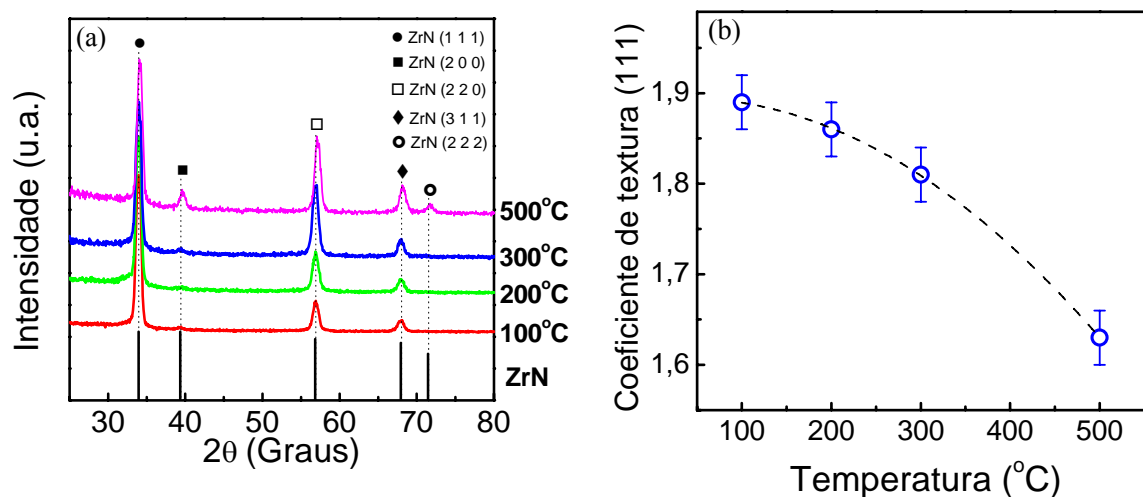 (a)
ZrN (1 1 1)
ZrN (2 0 0)
ZrN (2 2 0)
ZrN (3 1 1)
ZrN (2 2 2)
500°C
300°C
200°C
100°C
ZrN
Intensidade (u.a.)
30 40 50 60 70 80
2θ (Graus)
(b)
Coeficiente de textura (111)
1,9
1,8
1,7
1,6
100 200 300 400 500
Temperatura (°C)